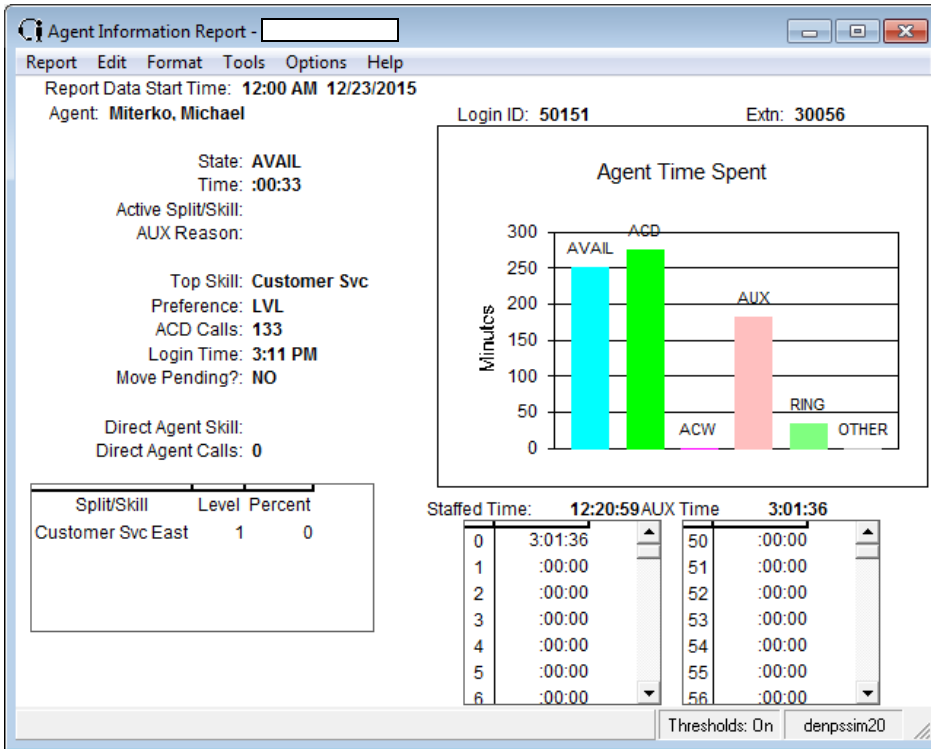 Agent Information Report -
Report Edit Format Tools Options Help
Report Data Start Time: 12:00 AM 12/23/2015
Agent: Miterko, Michael
Login ID: 50151 Extn: 30056
State: AVAIL
Time: :00:33
Active Split/Skill:
AUX Reason:
Top Skill: Customer Svc
Preference: LVL
ACD Calls: 133
Login Time: 3:11 PM
Move Pending?: NO
Direct Agent Skill:
Direct Agent Calls: 0
Split/Skill Level Percent
Customer Svc East 1 0
Agent Time Spent
Minutes
300
250
200
150
100
50
0
AVAIL
ACD
ACW
AUX
RING
OTHER
Staffed Time: 12:20:59 AUX Time 3:01:36
0 3:01:36 50 :00:00
1 :00:00 51 :00:00
2 :00:00 52 :00:00
3 :00:00 53 :00:00
4 :00:00 54 :00:00
5 :00:00 55 :00:00
6 :00:00 56 :00:00
Thresholds: On denpssim20